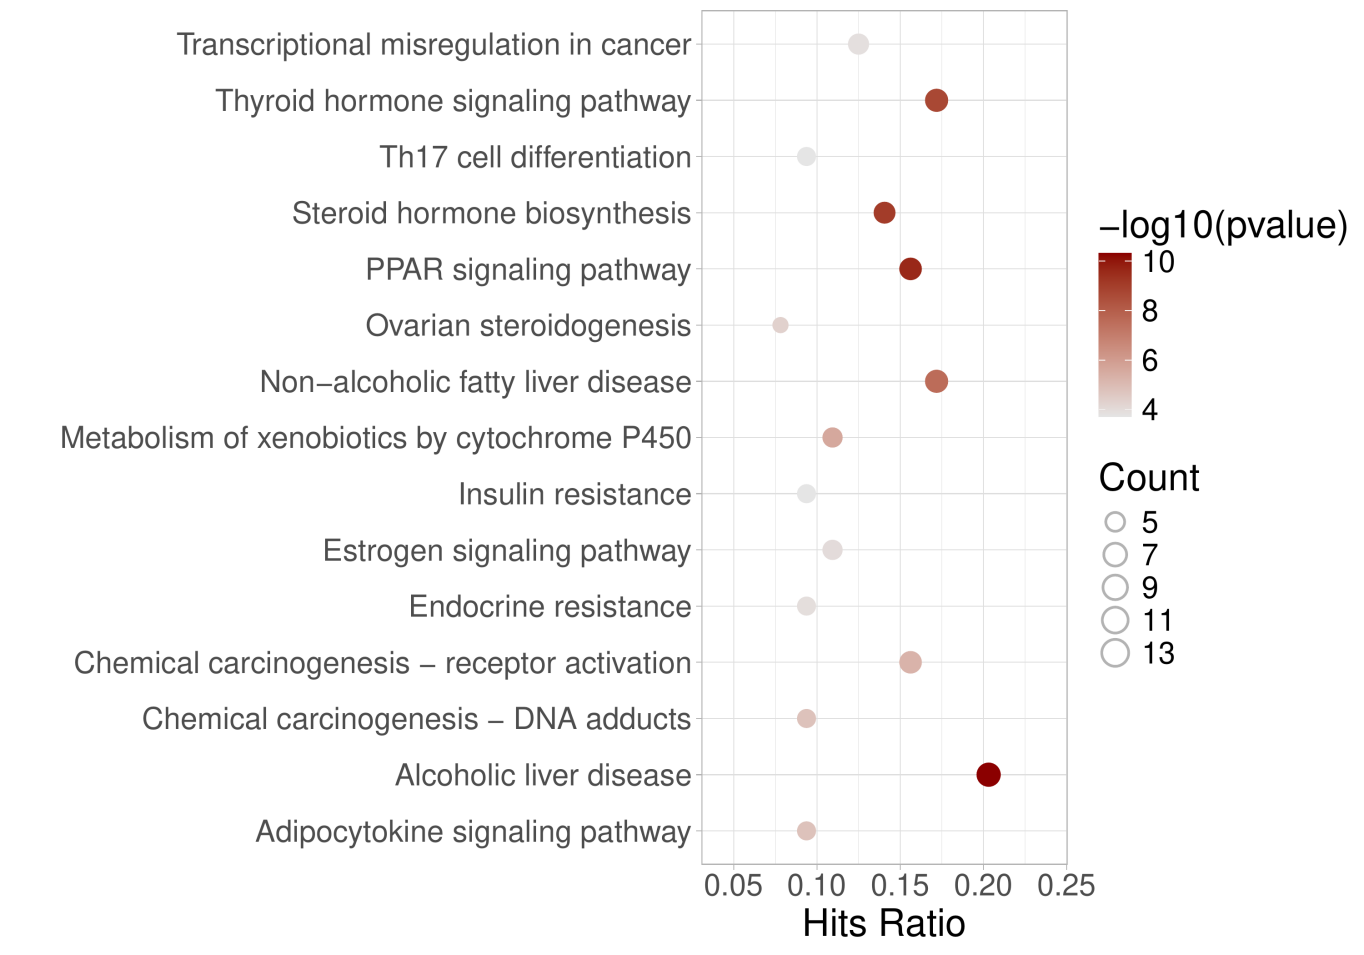 Transcriptional misregulation in cancer
Thyroid hormone signaling pathway
Th17 cell differentiation
Steroid hormone biosynthesis
PPAR signaling pathway
Ovarian steroidogenesis
Non−alcoholic fatty liver disease
Metabolism of xenobiotics by cytochrome P450
Insulin resistance
Estrogen signaling pathway
Endocrine resistance
Chemical carcinogenesis − receptor activation
Chemical carcinogenesis − DNA adducts
Alcoholic liver disease
Adipocytokine signaling pathway
0.05 0.10 0.15 0.20 0.25
Hits Ratio
−log10(pvalue)
10
8
6
4
Count
5
7
9
11
13